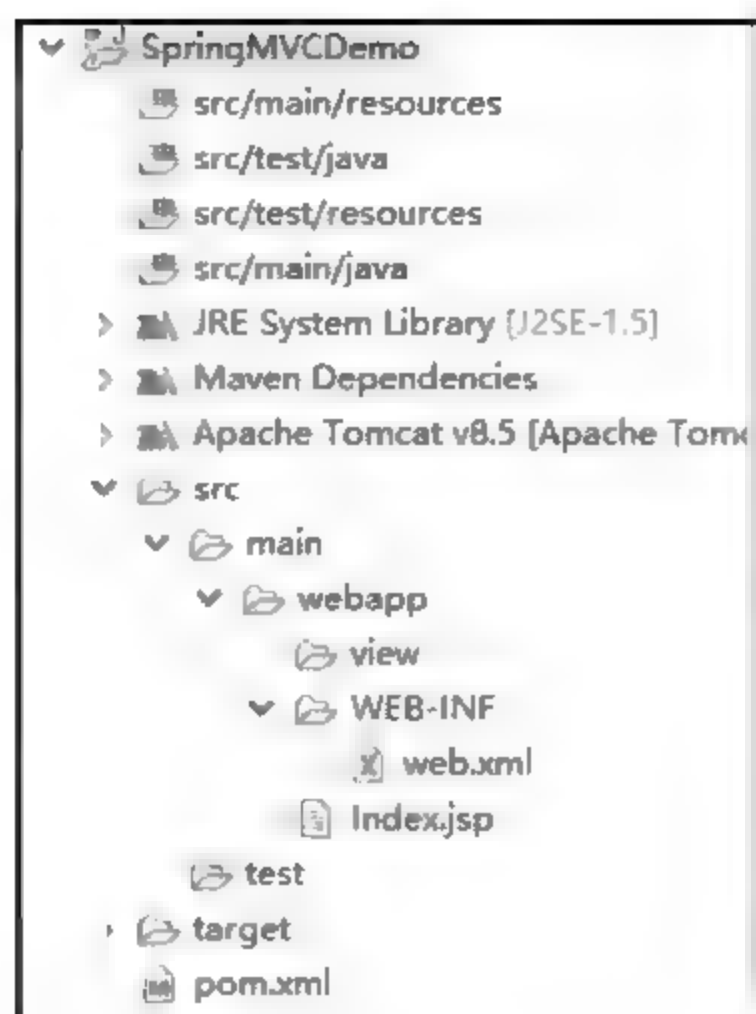 SpringMVCDemo
src/main/resources
src/test/java
src/test/resources
src/main/java
JRE System Library [J2SE-1.5]
Maven Dependencies
Apache Tomcat v8.5 [Apache Tom
src
main
webapp
view
WEB-INF
web.xml
Index.jsp
test
target
pom.xml